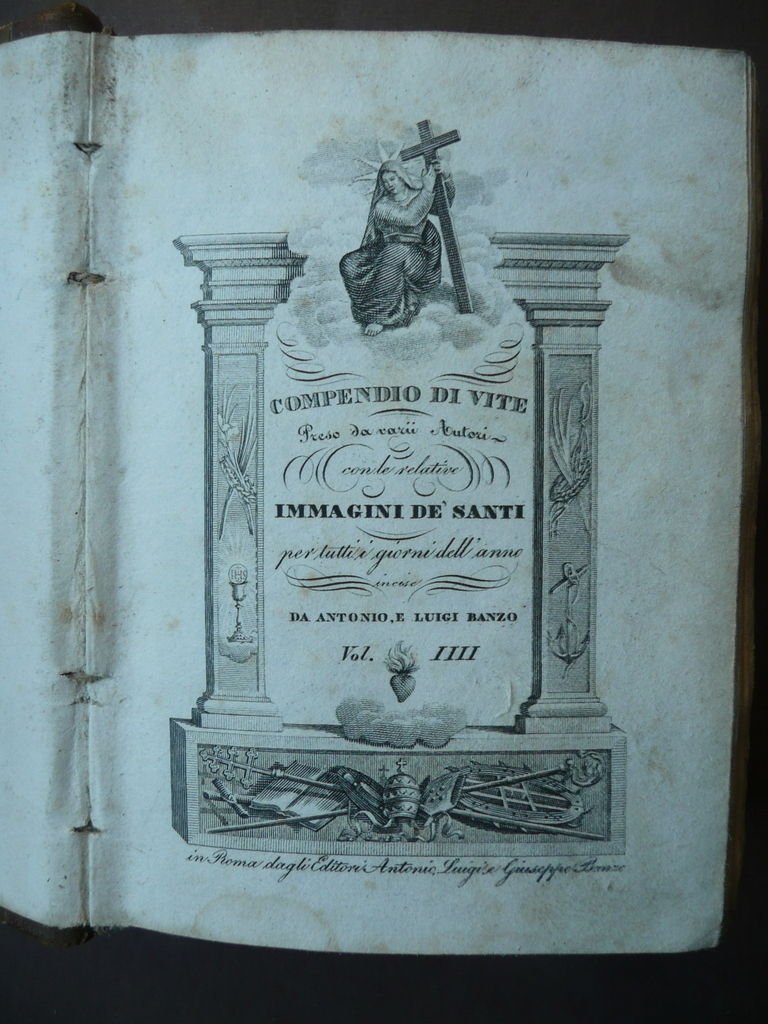 COMPENDIO DI VITE
Preso da varii Autori
con le relative
IMMAGINI DE' SANTI
per tutti i giorni dell'anno
incise
DA ANTONIO, E LUIGI BANZO
Vol. IIII
IHS
in Roma dagli Editori Antonio, Luigi, e Giuseppe Banzo